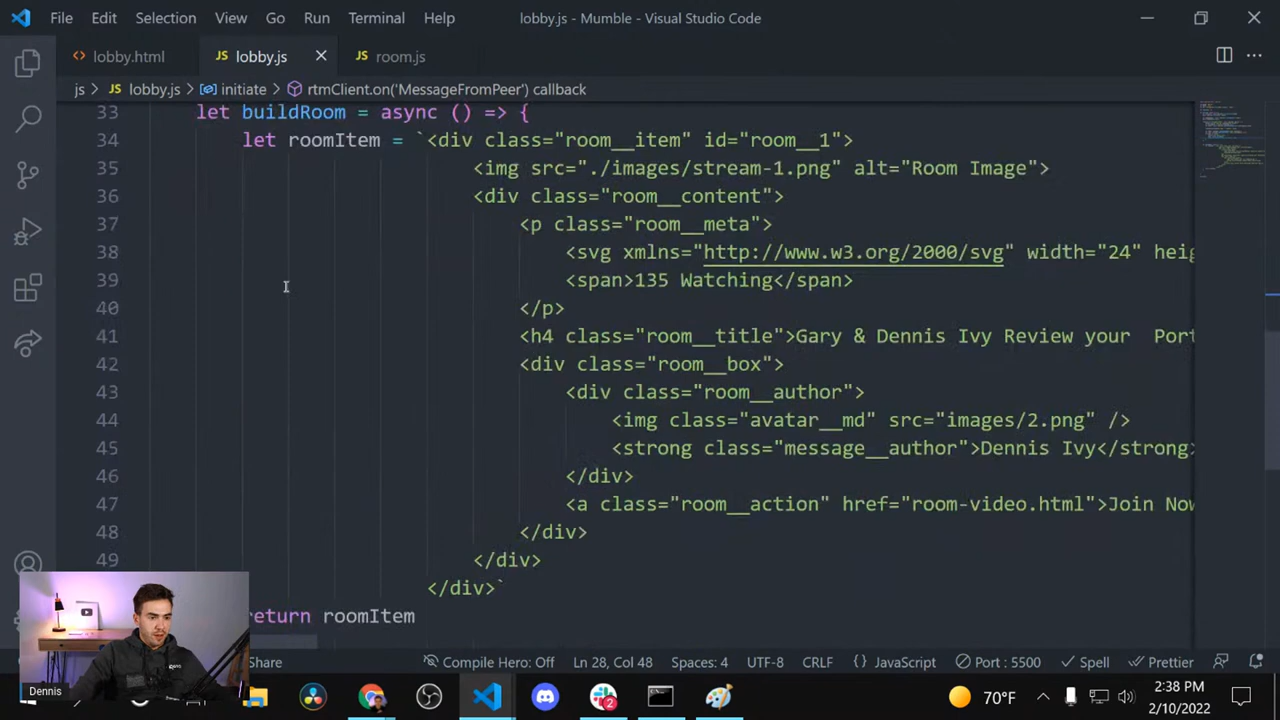 File Edit Selection View Go Run Terminal Help lobby.js - Mumble - Visual Studio Code
lobby.html JS lobby.js JS room.js
js > JS lobby.js > initiate > rtmClient.on('MessageFromPeer') callback
33 let buildRoom = async () => {
34 let roomItem = `<div class="room__item" id="room__1">
35 <img src="./images/stream-1.png" alt="Room Image">
36 <div class="room__content">
37 <p class="room__meta">
38 <svg xmlns="http://www.w3.org/2000/svg" width="24" heig
39 <span>135 Watching</span>
40 </p>
41 <h4 class="room__title">Gary & Dennis Ivy Review your  Port
42 <div class="room__box">
43 <div class="room__author">
44 <img class="avatar__md" src="images/2.png" />
45 <strong class="message__author">Dennis Ivy</strong>
46 </div>
47 <a class="room__action" href="room-video.html">Join Now
48 </div>
49 </div>
</div>`
return roomItem
Share Compile Hero: Off Ln 28, Col 48 Spaces: 4 UTF-8 CRLF {} JavaScript Port : 5500 Spell Prettier
Dennis
2
70°F
2:38 PM
2/10/2022